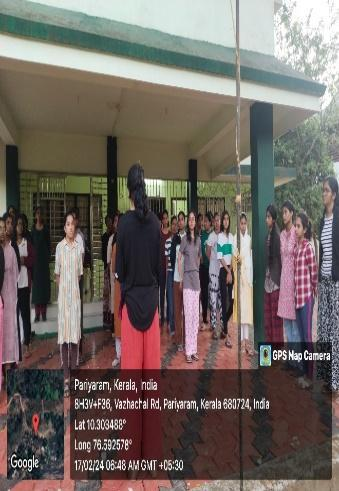 GPS Map Camera
Pariyaram, Kerala, India
8H3V+F36, Vazhachal Rd, Pariyaram, Kerala 680724, India
Lat 10.303488°
Long 76.592578°
17/02/24 06:48 AM GMT +05:30
Google